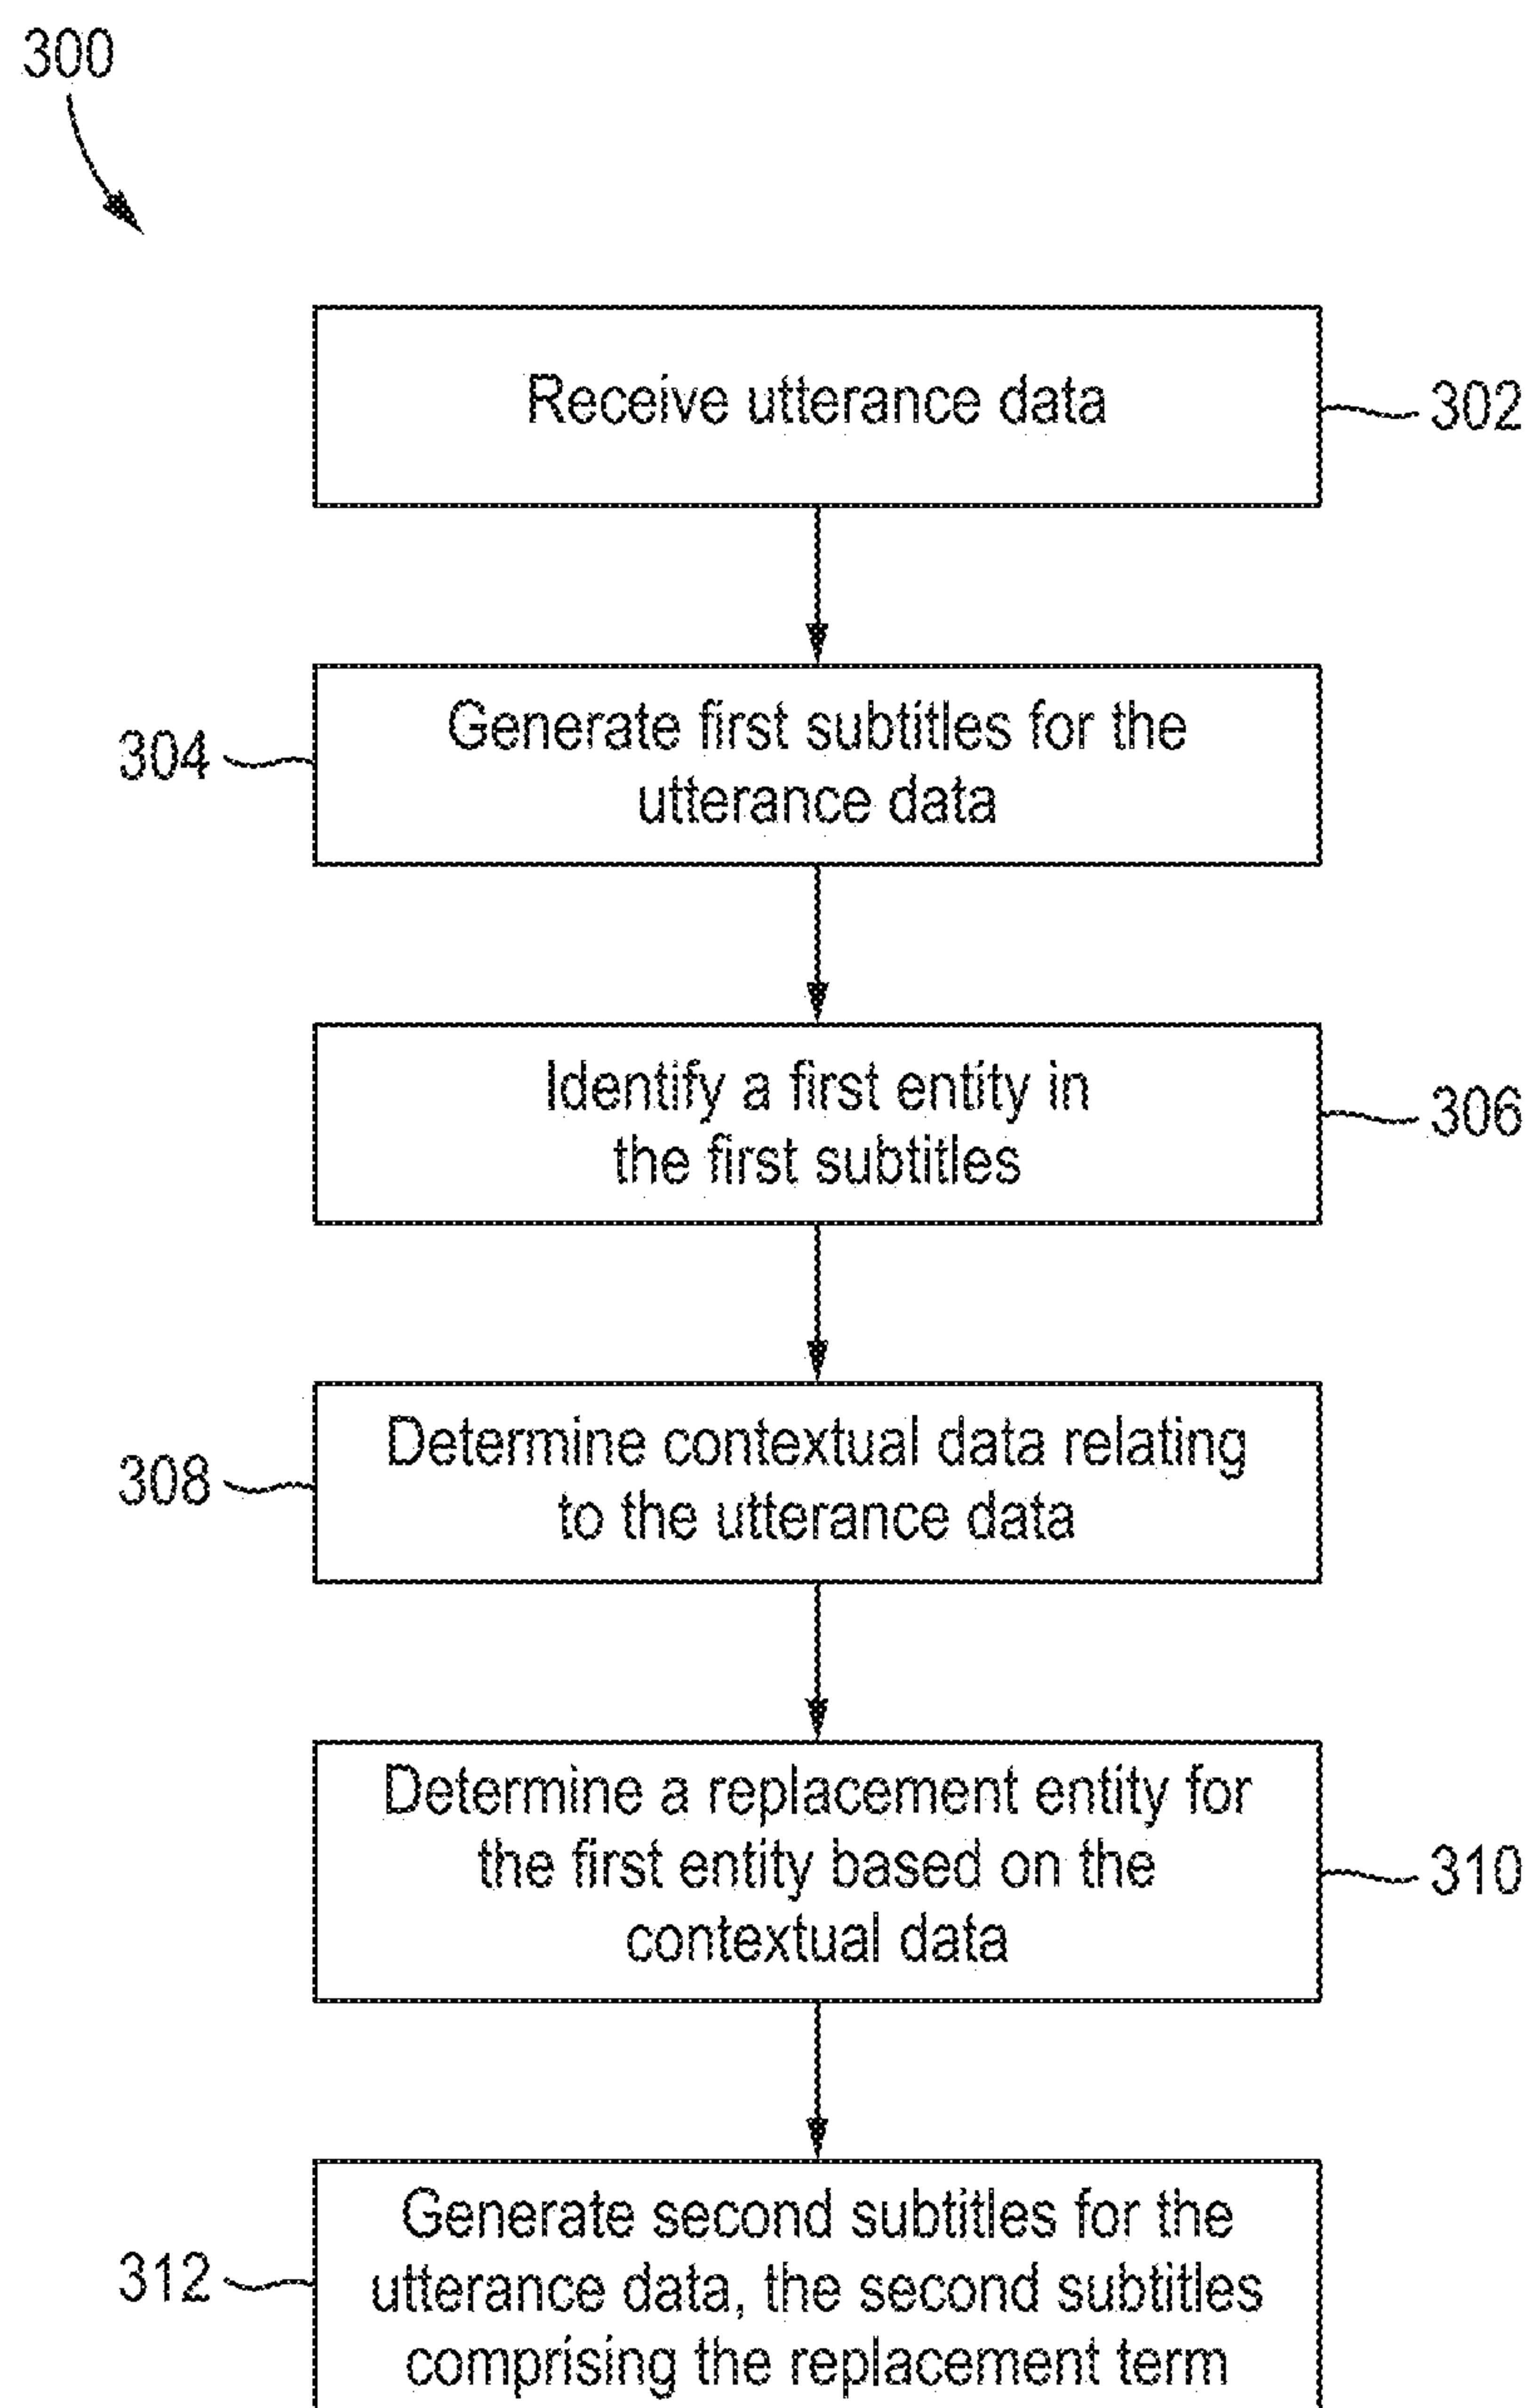 300
Receive utterance data
302
Generate first subtitles for the
utterance data
304
Identify a first entity in
the first subtitles
306
Determine contextual data relating
to the utterance data
308
Determine a replacement entity for
the first entity based on the
contextual data
310
Generate second subtitles for the
utterance data, the second subtitles
comprising the replacement term
312